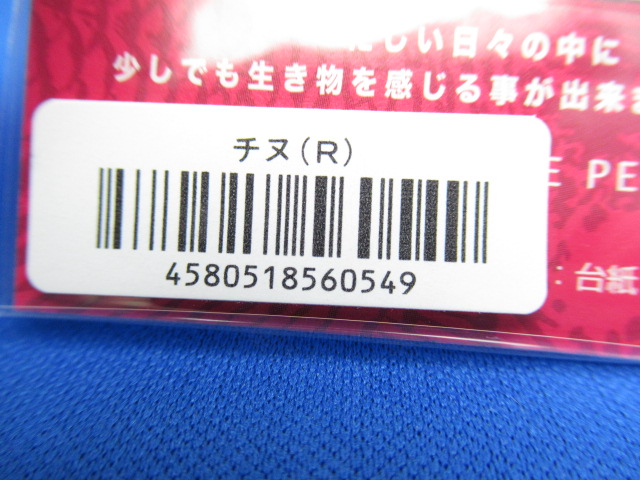 しい日々の中に
少しでも生き物を感じる事が出来ま
チヌ(R)
4580518560549
E PE
:台紙